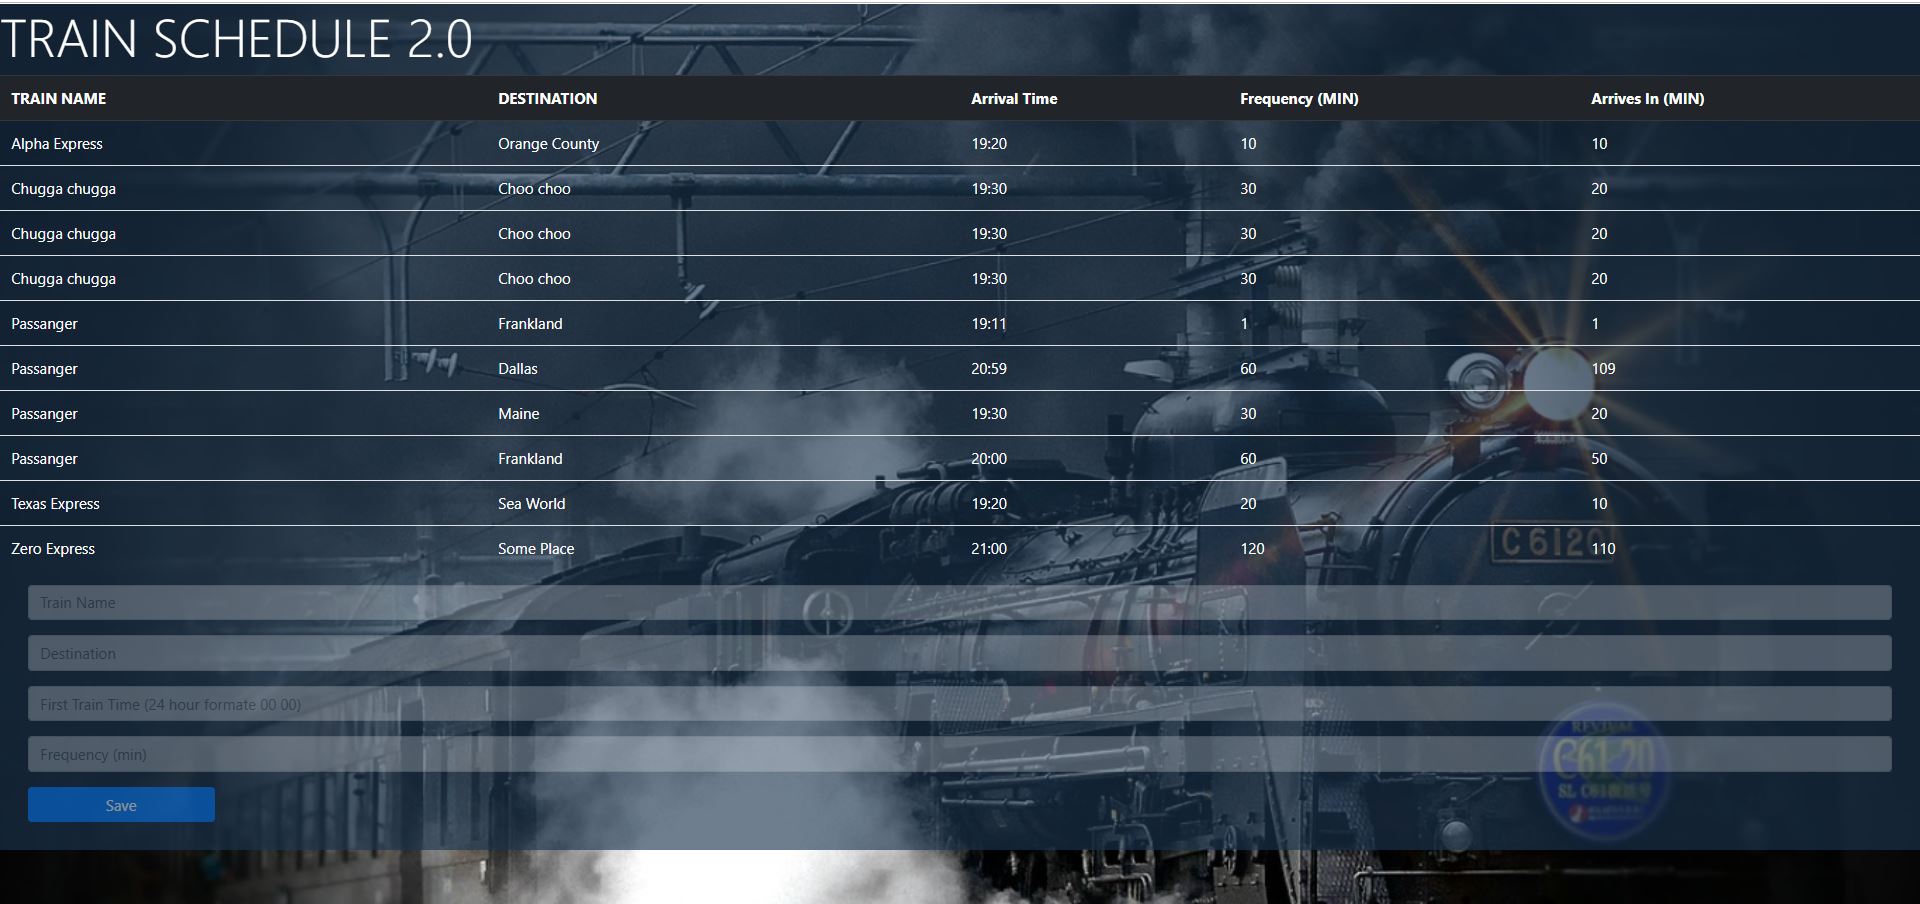 TRAIN SCHEDULE 2.0
TRAIN NAME DESTINATION Arrival Time Frequency (MIN) Arrives In (MIN)
Alpha Express Orange County 19:20 10 10
Chugga chugga Choo choo 19:30 30 20
Chugga chugga Choo choo 19:30 30 20
Chugga chugga Choo choo 19:30 30 20
Passanger Frankland 19:11 1 1
Passanger Dallas 20:59 60 109
Passanger Maine 19:30 30 20
Passanger Frankland 20:00 60 50
Texas Express Sea World 19:20 20 10
Zero Express Some Place 21:00 120 110
C 6120
Train Name
Destination
First Train Time (24 hour formate 00 00)
Frequency (min)
REVIVAL
C61-20
Save